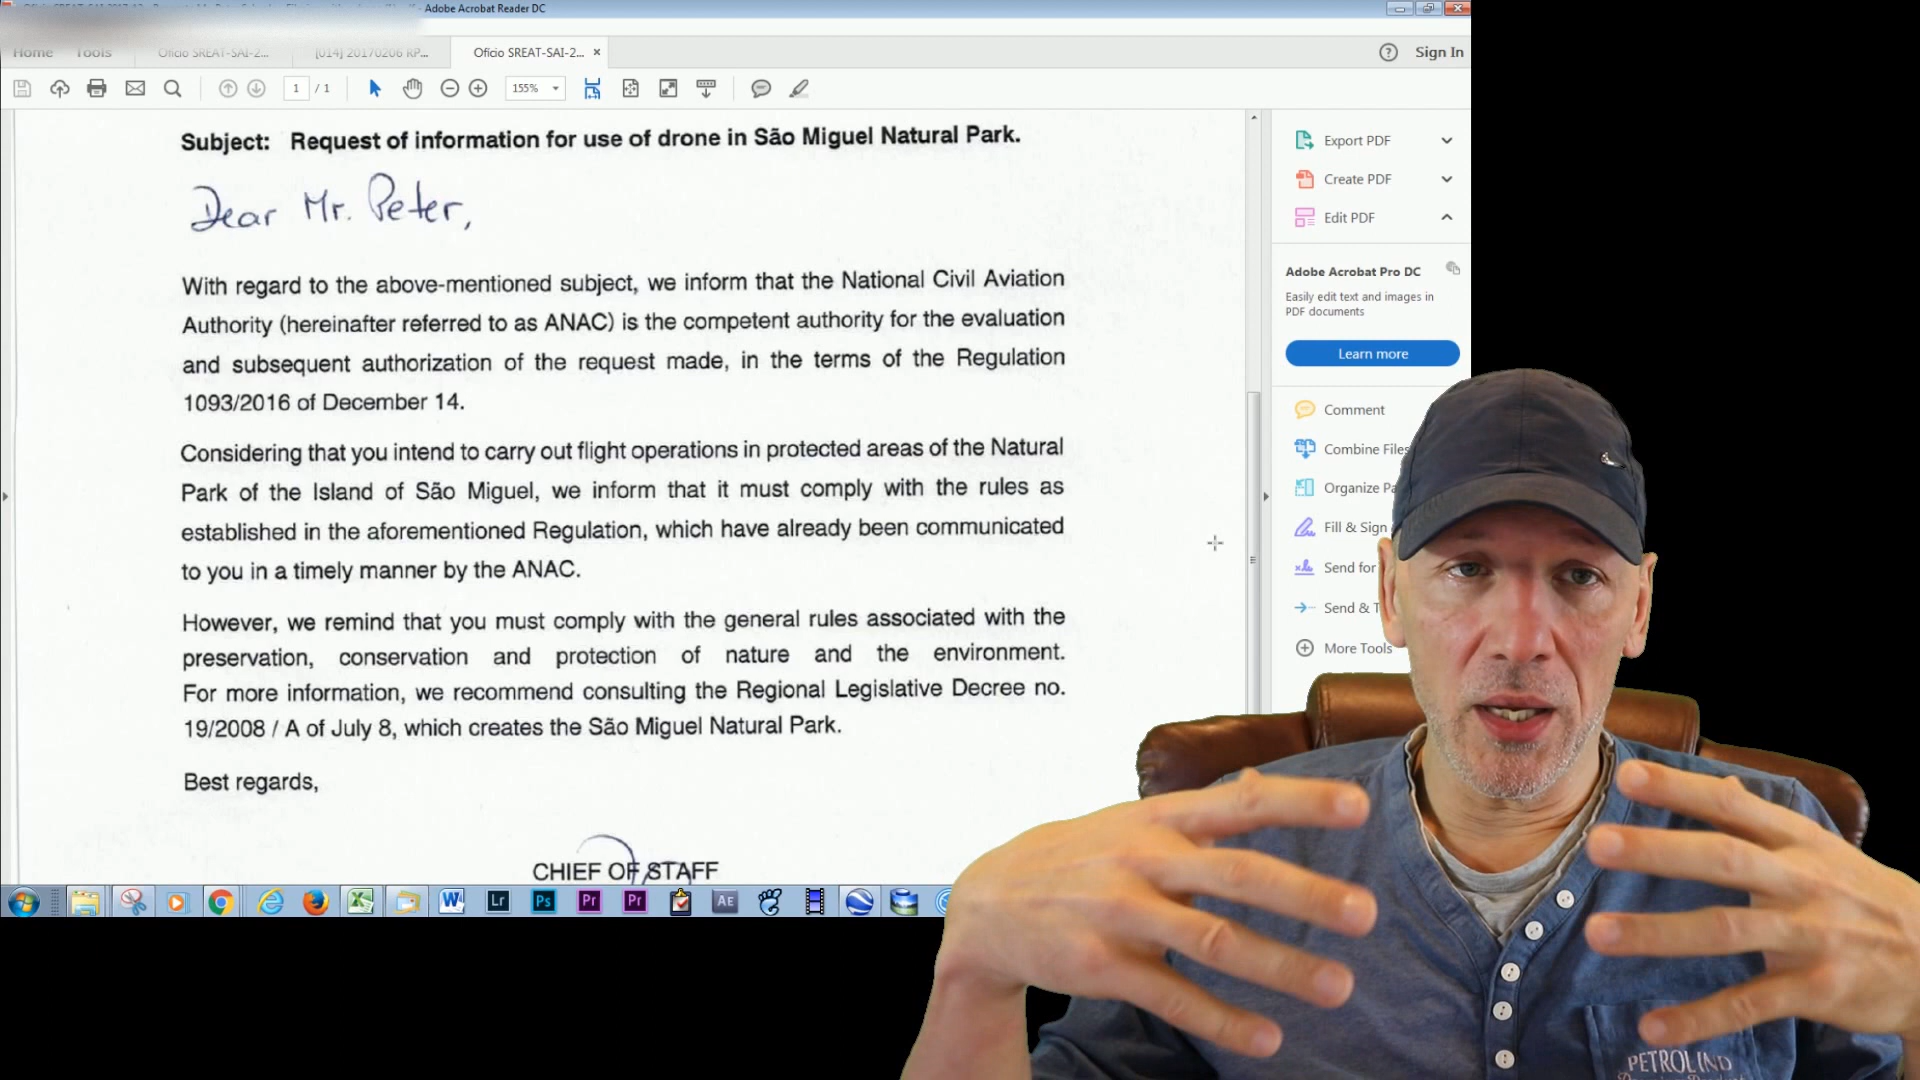 - Adobe Acrobat Reader DC
Home Tools Ofício SREAT-SAI-2... [014] 20170206 RP... Ofício SREAT-SAI-2... × Sign In
1 / 1 155%
Subject: Request of information for use of drone in São Miguel Natural Park.
Dear Mr. Peter,
With regard to the above-mentioned subject, we inform that the National Civil Aviation
Authority (hereinafter referred to as ANAC) is the competent authority for the evaluation
and subsequent authorization of the request made, in the terms of the Regulation
1093/2016 of December 14.
Considering that you intend to carry out flight operations in protected areas of the Natural
Park of the Island of São Miguel, we inform that it must comply with the rules as
established in the aforementioned Regulation, which have already been communicated
to you in a timely manner by the ANAC.
However, we remind that you must comply with the general rules associated with the
preservation, conservation and protection of nature and the environment.
For more information, we recommend consulting the Regional Legislative Decree no.
19/2008 / A of July 8, which creates the São Miguel Natural Park.
Best regards,
CHIEF OF STAFF
Export PDF
Create PDF
Edit PDF
Adobe Acrobat Pro DC
Easily edit text and images in
PDF documents
Learn more
Comment
Combine Files
Organize Pa
Fill & Sign
Send for
Send & T
More Tools
Lr Ps Pr Pr AE
PETROLIND